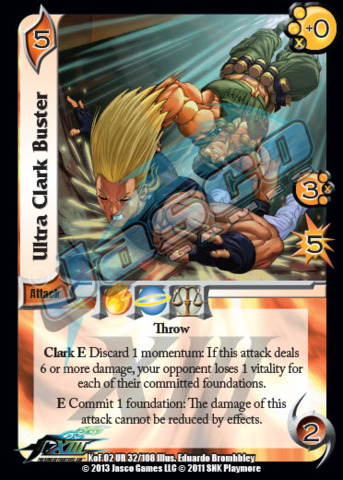 5
+0
Ultra Clark Buster
3
5
Attack
Throw
Clark E Discard 1 momentum: If this attack deals
6 or more damage, your opponent loses 1 vitality for
each of their committed foundations.
E Commit 1 foundation: The damage of this
attack cannot be reduced by effects.
2
XIII
KoF 02 UR 32/108 Illus. Eduardo Bromhbley
© 2013 Jasco Games LLC © 2011 SNK Playmore
JASCO